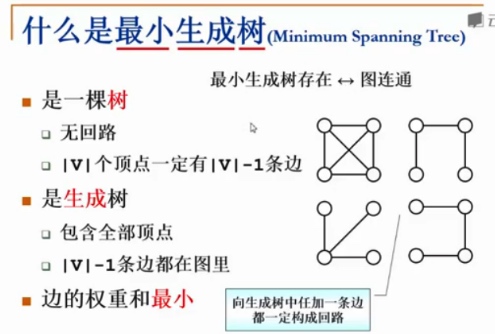 什么是最小生成树(Minimum Spanning Tree)
最小生成树存在 ↔ 图连通
是一棵树
无回路
|V|个顶点一定有|V|-1条边
是生成树
包含全部顶点
|V|-1条边都在图里
边的权重和最小
向生成树中任加一条边
都一定构成回路